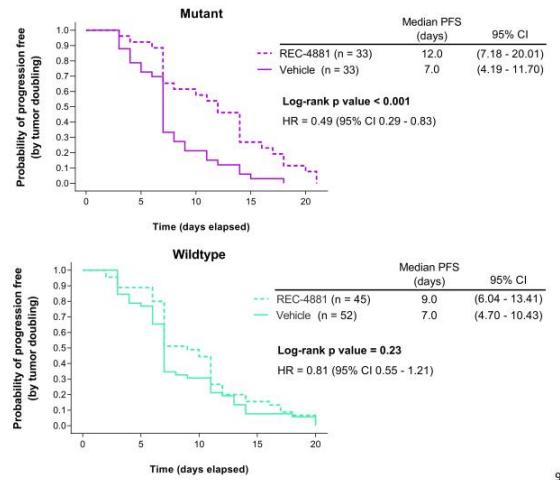 Mutant
Median PFS (days) 95% CI
REC-4881 (n = 33) 12.0 (7.18 - 20.01)
Vehicle (n = 33) 7.0 (4.19 - 11.70)
Log-rank p value < 0.001
HR = 0.49 (95% CI 0.29 - 0.83)
Probability of progression free
(by tumor doubling)
1.0
0.9
0.8
0.7
0.6
0.5
0.4
0.3
0.2
0.1
0.0
0 5 10 15 20
Time (days elapsed)
Wildtype
Median PFS (days) 95% CI
REC-4881 (n = 45) 9.0 (6.04 - 13.41)
Vehicle (n = 52) 7.0 (4.70 - 10.43)
Log-rank p value = 0.23
HR = 0.81 (95% CI 0.55 - 1.21)
Probability of progression free
(by tumor doubling)
1.0
0.9
0.8
0.7
0.6
0.5
0.4
0.3
0.2
0.1
0.0
0 5 10 15 20
Time (days elapsed)